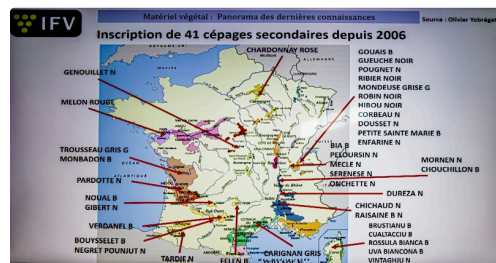 IFV
Matériel végétal : Panorama des dernières connaissances
Source : Olivier Yobrégat
Inscription de 41 cépages secondaires depuis 2006
CHARDONNAY ROSE
GENOUILLET N
MELON ROUGE
TROUSSEAU GRIS G
MONBADON B
PARDOTTE N
NOUAL B
GIBERT N
VERDANEL B
BOUYSSELET B
NEGRET POUNJUT N
TARDIF N
FELEN B
CARIGNAN GRIS
GOUAIS B
GUEUCHE NOIR
POUGNET N
RIBIER NOIR
MONDEUSE GRISE G
ROBIN NOIR
HIBOU NOIR
CORBEAU N
DOUSSET N
PETITE SAINTE MARIE B
ENFARINE N
BIA B
PELOURSIN N
MECLE N
SERENESE N
ONCHETTE N
MORNEN N
CHOUCHILLON B
DUREZA N
CHICHAUD N
RAISAINE B N
BRUSTIANU B
CUALTACCIU B
ROSSULA BIANCA B
UVA BIANCONA B
VINTAGHJU N
ALLEMAGNE
OCÉAN
ATLANTIQUE